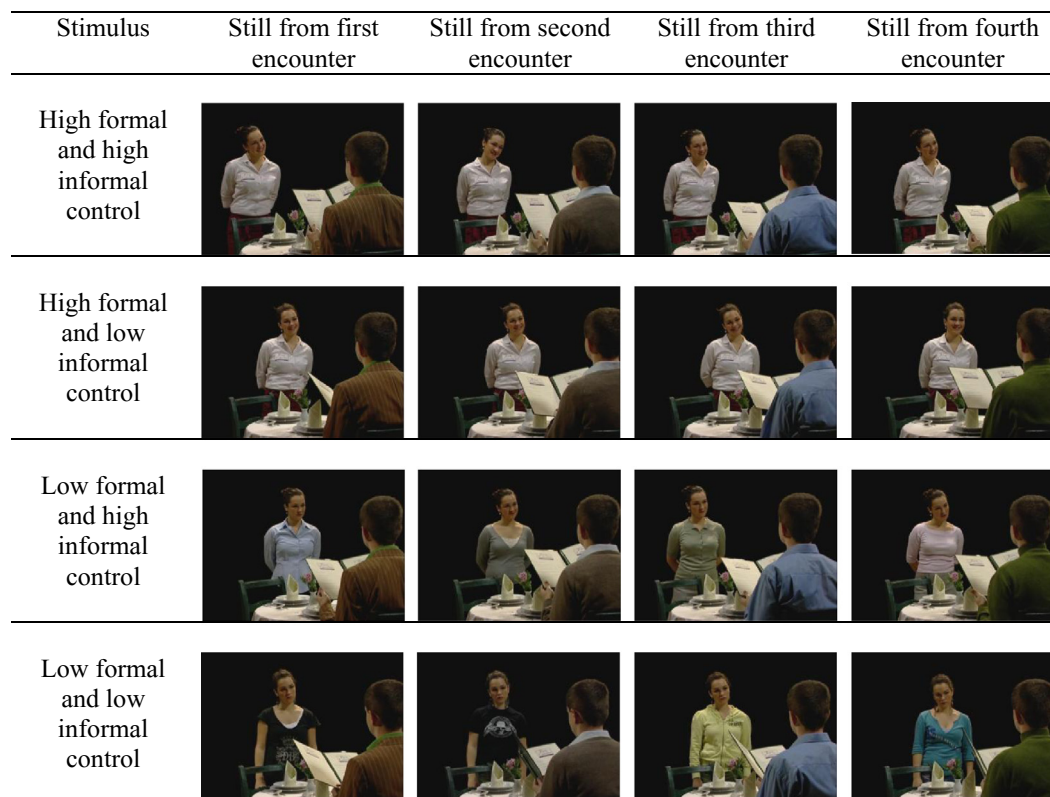 Stimulus
Still from first
encounter
Still from second
encounter
Still from third
encounter
Still from fourth
encounter
High formal
and high
informal
control
High formal
and low
informal
control
Low formal
and high
informal
control
Low formal
and low
informal
control